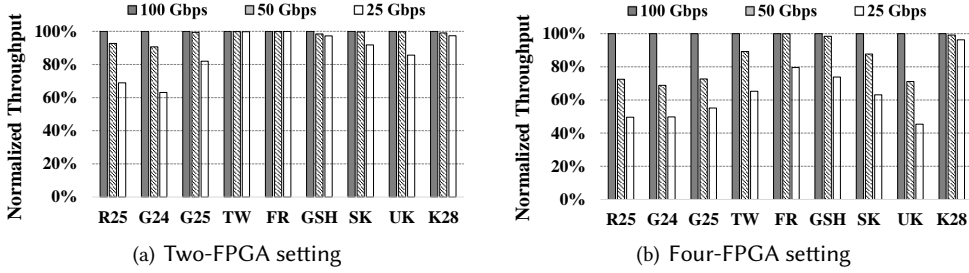 100 Gbps 50 Gbps 25 Gbps
Normalized Throughput
100%
80%
60%
40%
20%
0%
R25 G24 G25 TW FR GSH SK UK K28
(a) Two-FPGA setting
100 Gbps 50 Gbps 25 Gbps
Normalized Throughput
100%
80%
60%
40%
20%
0%
R25 G24 G25 TW FR GSH SK UK K28
(b) Four-FPGA setting